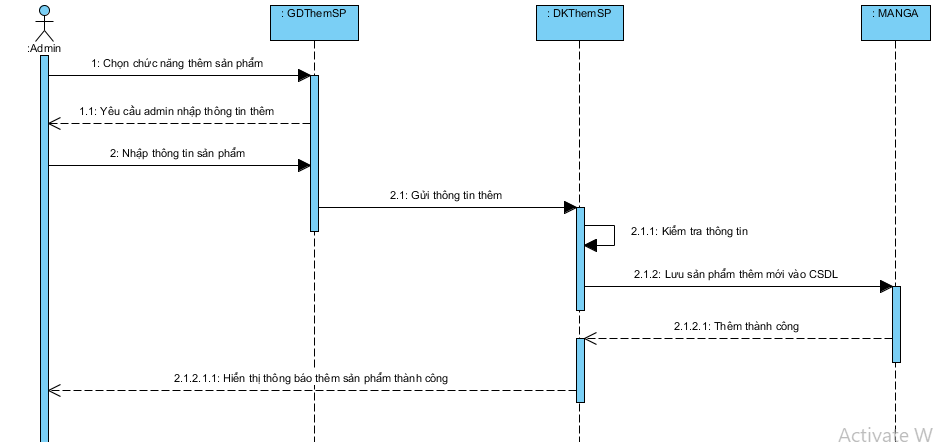 : GDThemSP
: DKThemSP
: MANGA
:Admin
1: Chọn chức năng thêm sản phẩm
1.1: Yêu cầu admin nhập thông tin thêm
2: Nhập thông tin sản phẩm
2.1: Gửi thông tin thêm
2.1.1: Kiểm tra thông tin
2.1.2: Lưu sản phẩm thêm mới vào CSDL
2.1.2.1: Thêm thành công
2.1.2.1.1: Hiển thị thông báo thêm sản phẩm thành công
Activate W